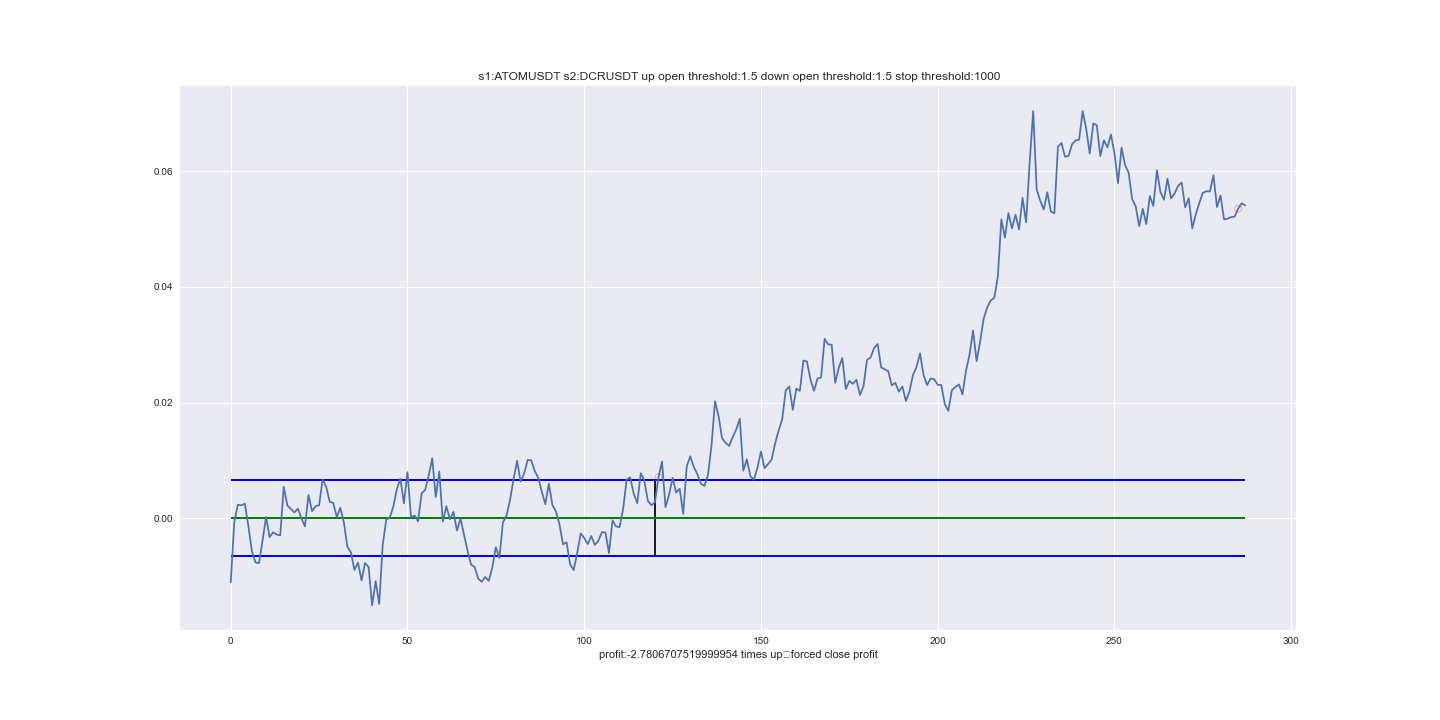 s1:ATOMUSDT s2:DCRUSDT up open threshold:1.5 down open threshold:1.5 stop threshold:1000
0.06
0.04
0.02
0.00
0 50 100 150 200 250 300
profit:-2.7806707519999954 times up□forced close profit